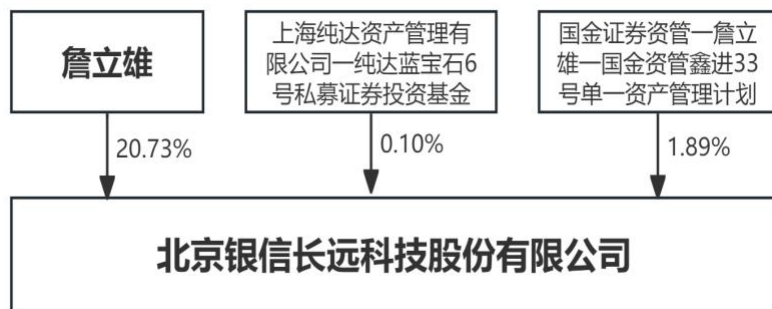 詹立雄
上海纯达资产管理有
限公司一纯达蓝宝石6
号私募证券投资基金
国金证券资管一詹立
雄一国金资管鑫进33
号单一资产管理计划
20.73%
0.10%
1.89%
北京银信长远科技股份有限公司